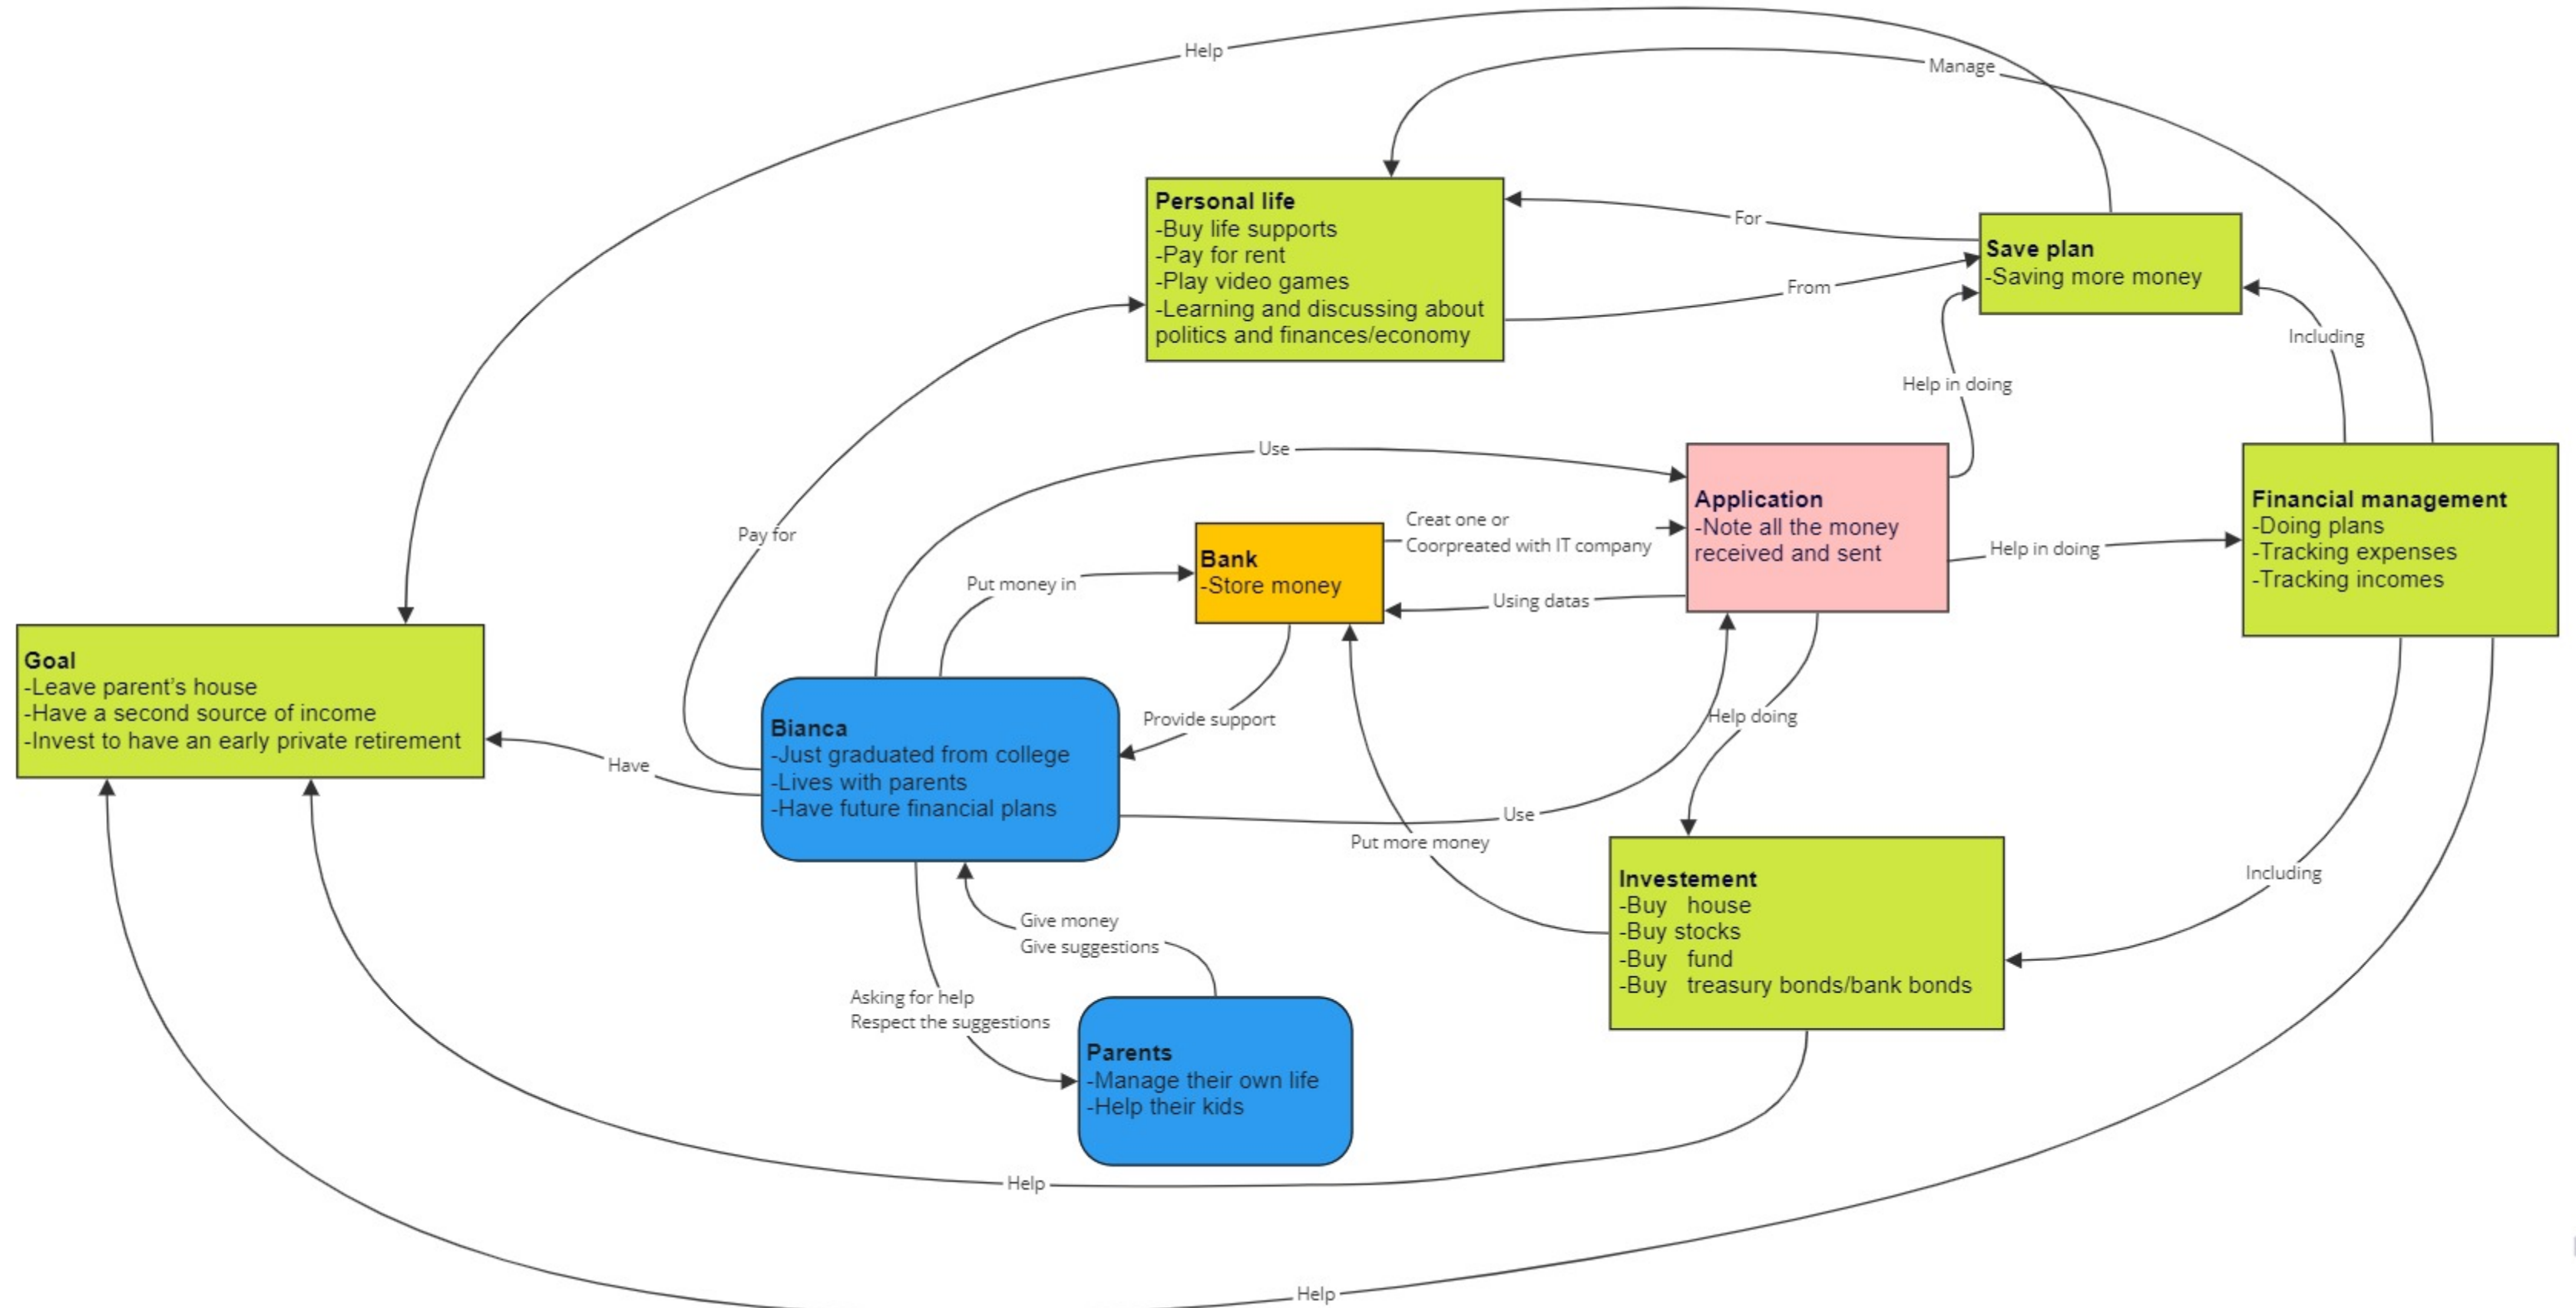 Help
Manage
Personal life
-Buy life supports
-Pay for rent
-Play video games
-Learning and discussing about
politics and finances/economy
For
From
Save plan
-Saving more money
Including
Help in doing
Use
Pay for
Put money in
Bank
-Store money
Creat one or
Coorpreated with IT company
Using datas
Application
-Note all the money
received and sent
Help in doing
Financial management
-Doing plans
-Tracking expenses
-Tracking incomes
Goal
-Leave parent's house
-Have a second source of income
-Invest to have an early private retirement
Have
Bianca
-Just graduated from college
-Lives with parents
-Have future financial plans
Provide support
Help doing
Use
Put more money
Investement
-Buy   house
-Buy stocks
-Buy   fund
-Buy   treasury bonds/bank bonds
Including
Give money
Give suggestions
Asking for help
Respect the suggestions
Parents
-Manage their own life
-Help their kids
Help
Help